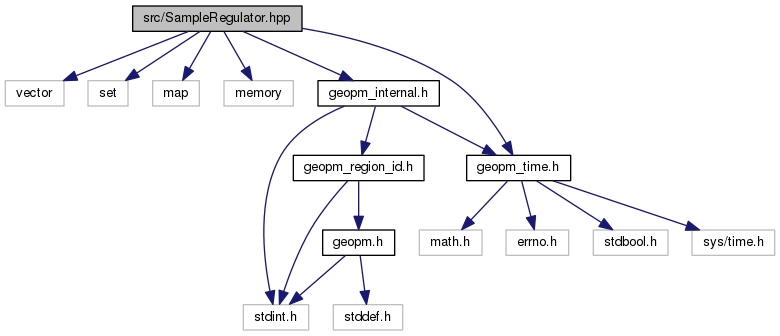 src/SampleRegulator.hpp
vector
set
map
memory
geopm_internal.h
geopm_region_id.h
geopm_time.h
geopm.h
math.h
errno.h
stdbool.h
sys/time.h
stdint.h
stddef.h